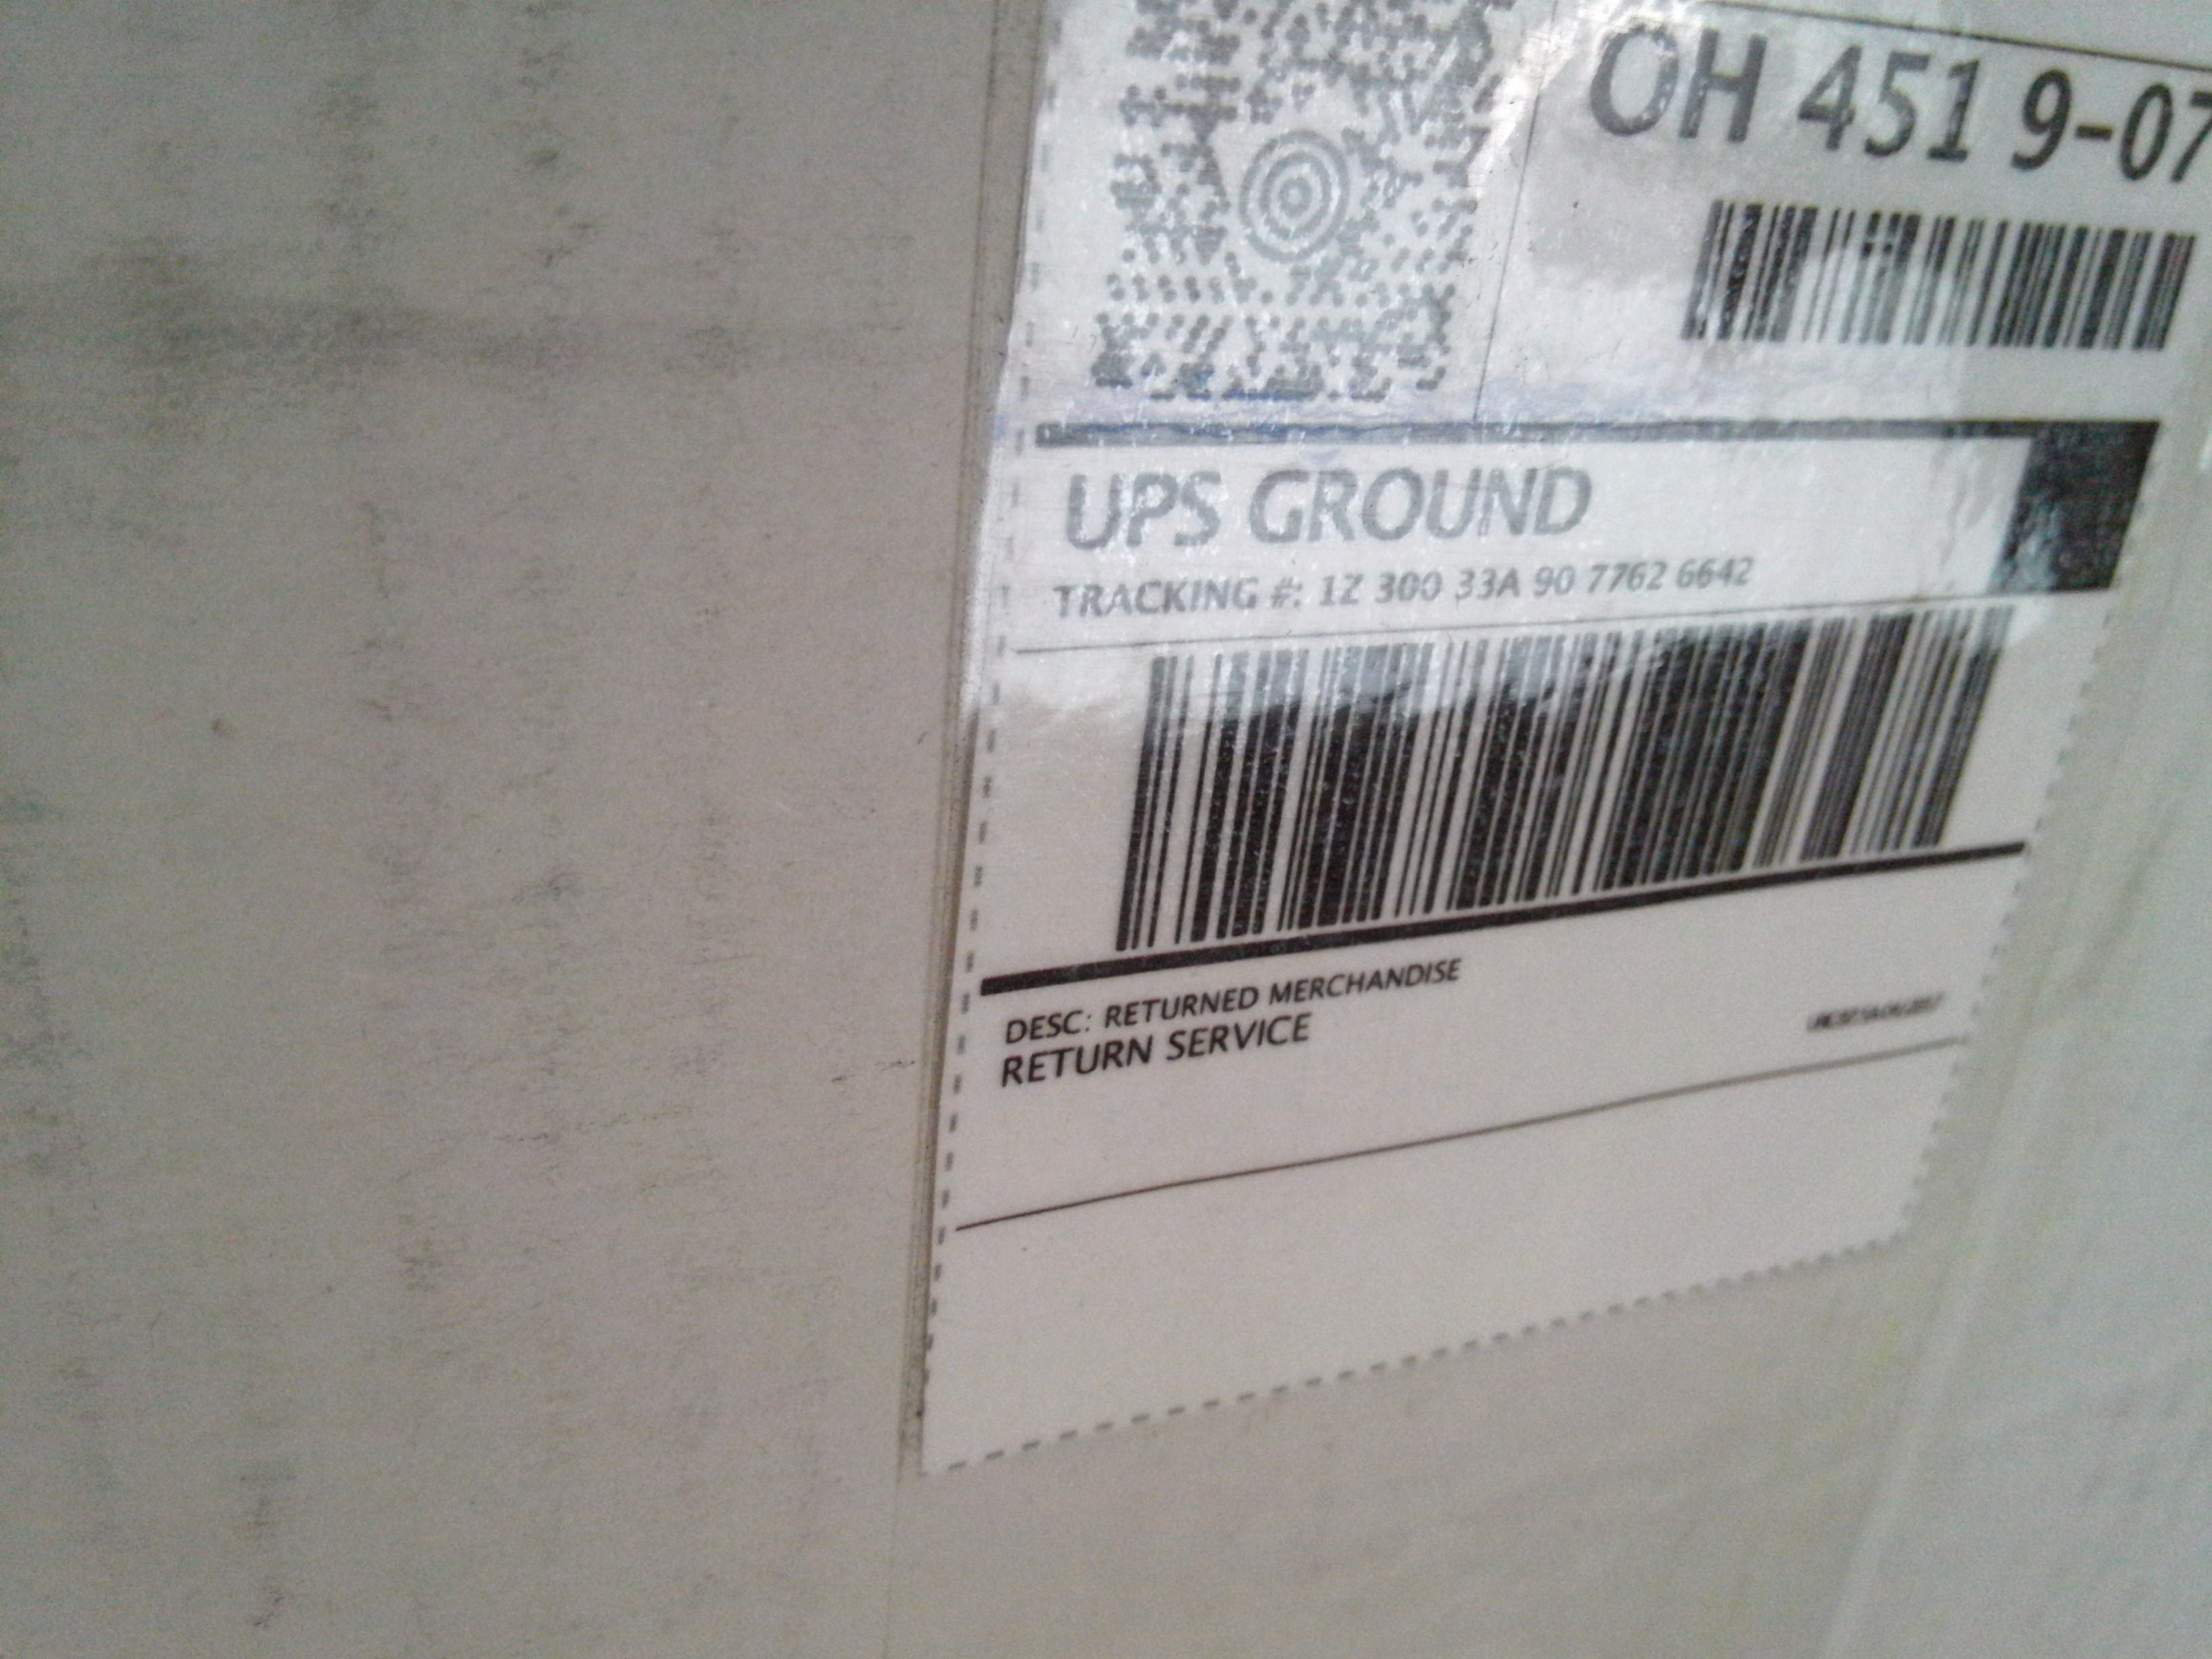 OH 451 9-07
UPS GROUND
TRACKING #: 1Z 300 33A 90 7762 6642
DESC: RETURNED MERCHANDISE
RETURN SERVICE